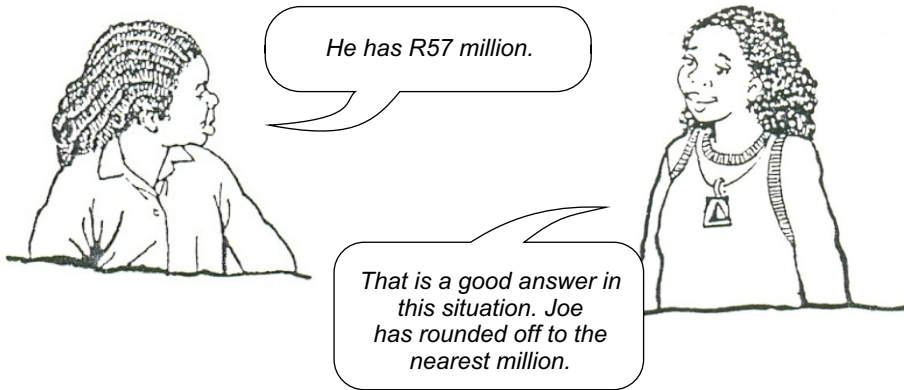 He has R57 million.
That is a good answer in
this situation. Joe
has rounded off to the
nearest million.